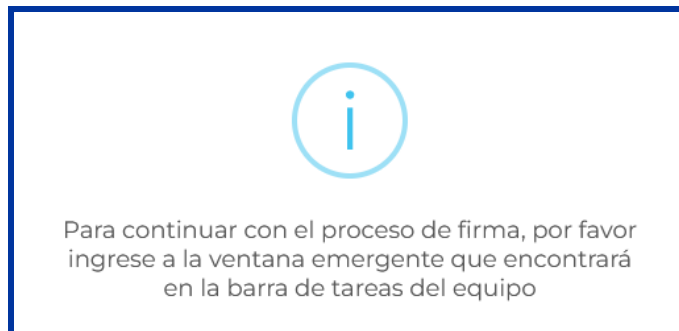 Para continuar con el proceso de firma, por favor
ingrese a la ventana emergente que encontrará
en la barra de tareas del equipo